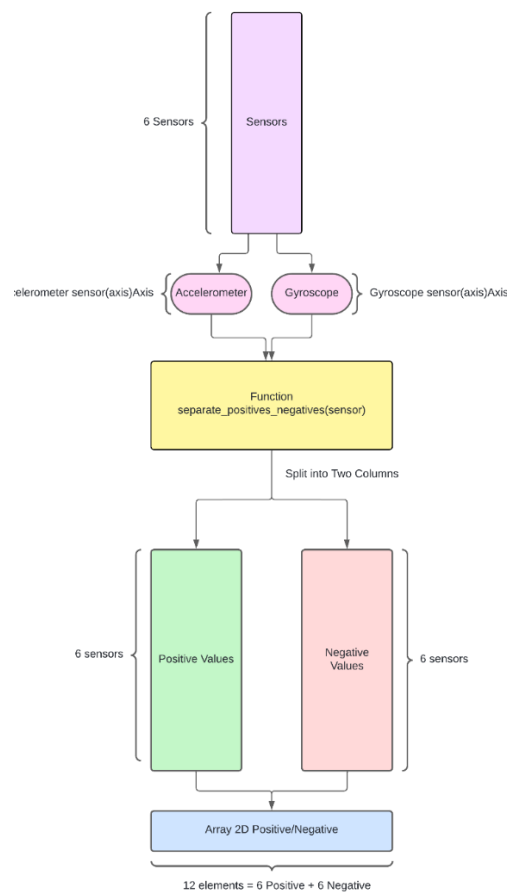 6 Sensors
Sensors
celerometer sensor(axis)Axis
Accelerometer
Gyroscope
Gyroscope sensor(axis)Axis
Function
separate_positives_negatives(sensor)
Split into Two Columns
6 sensors
Positive Values
Negative
Values
6 sensors
Array 2D Positive/Negative
12 elements = 6 Positive + 6 Negative